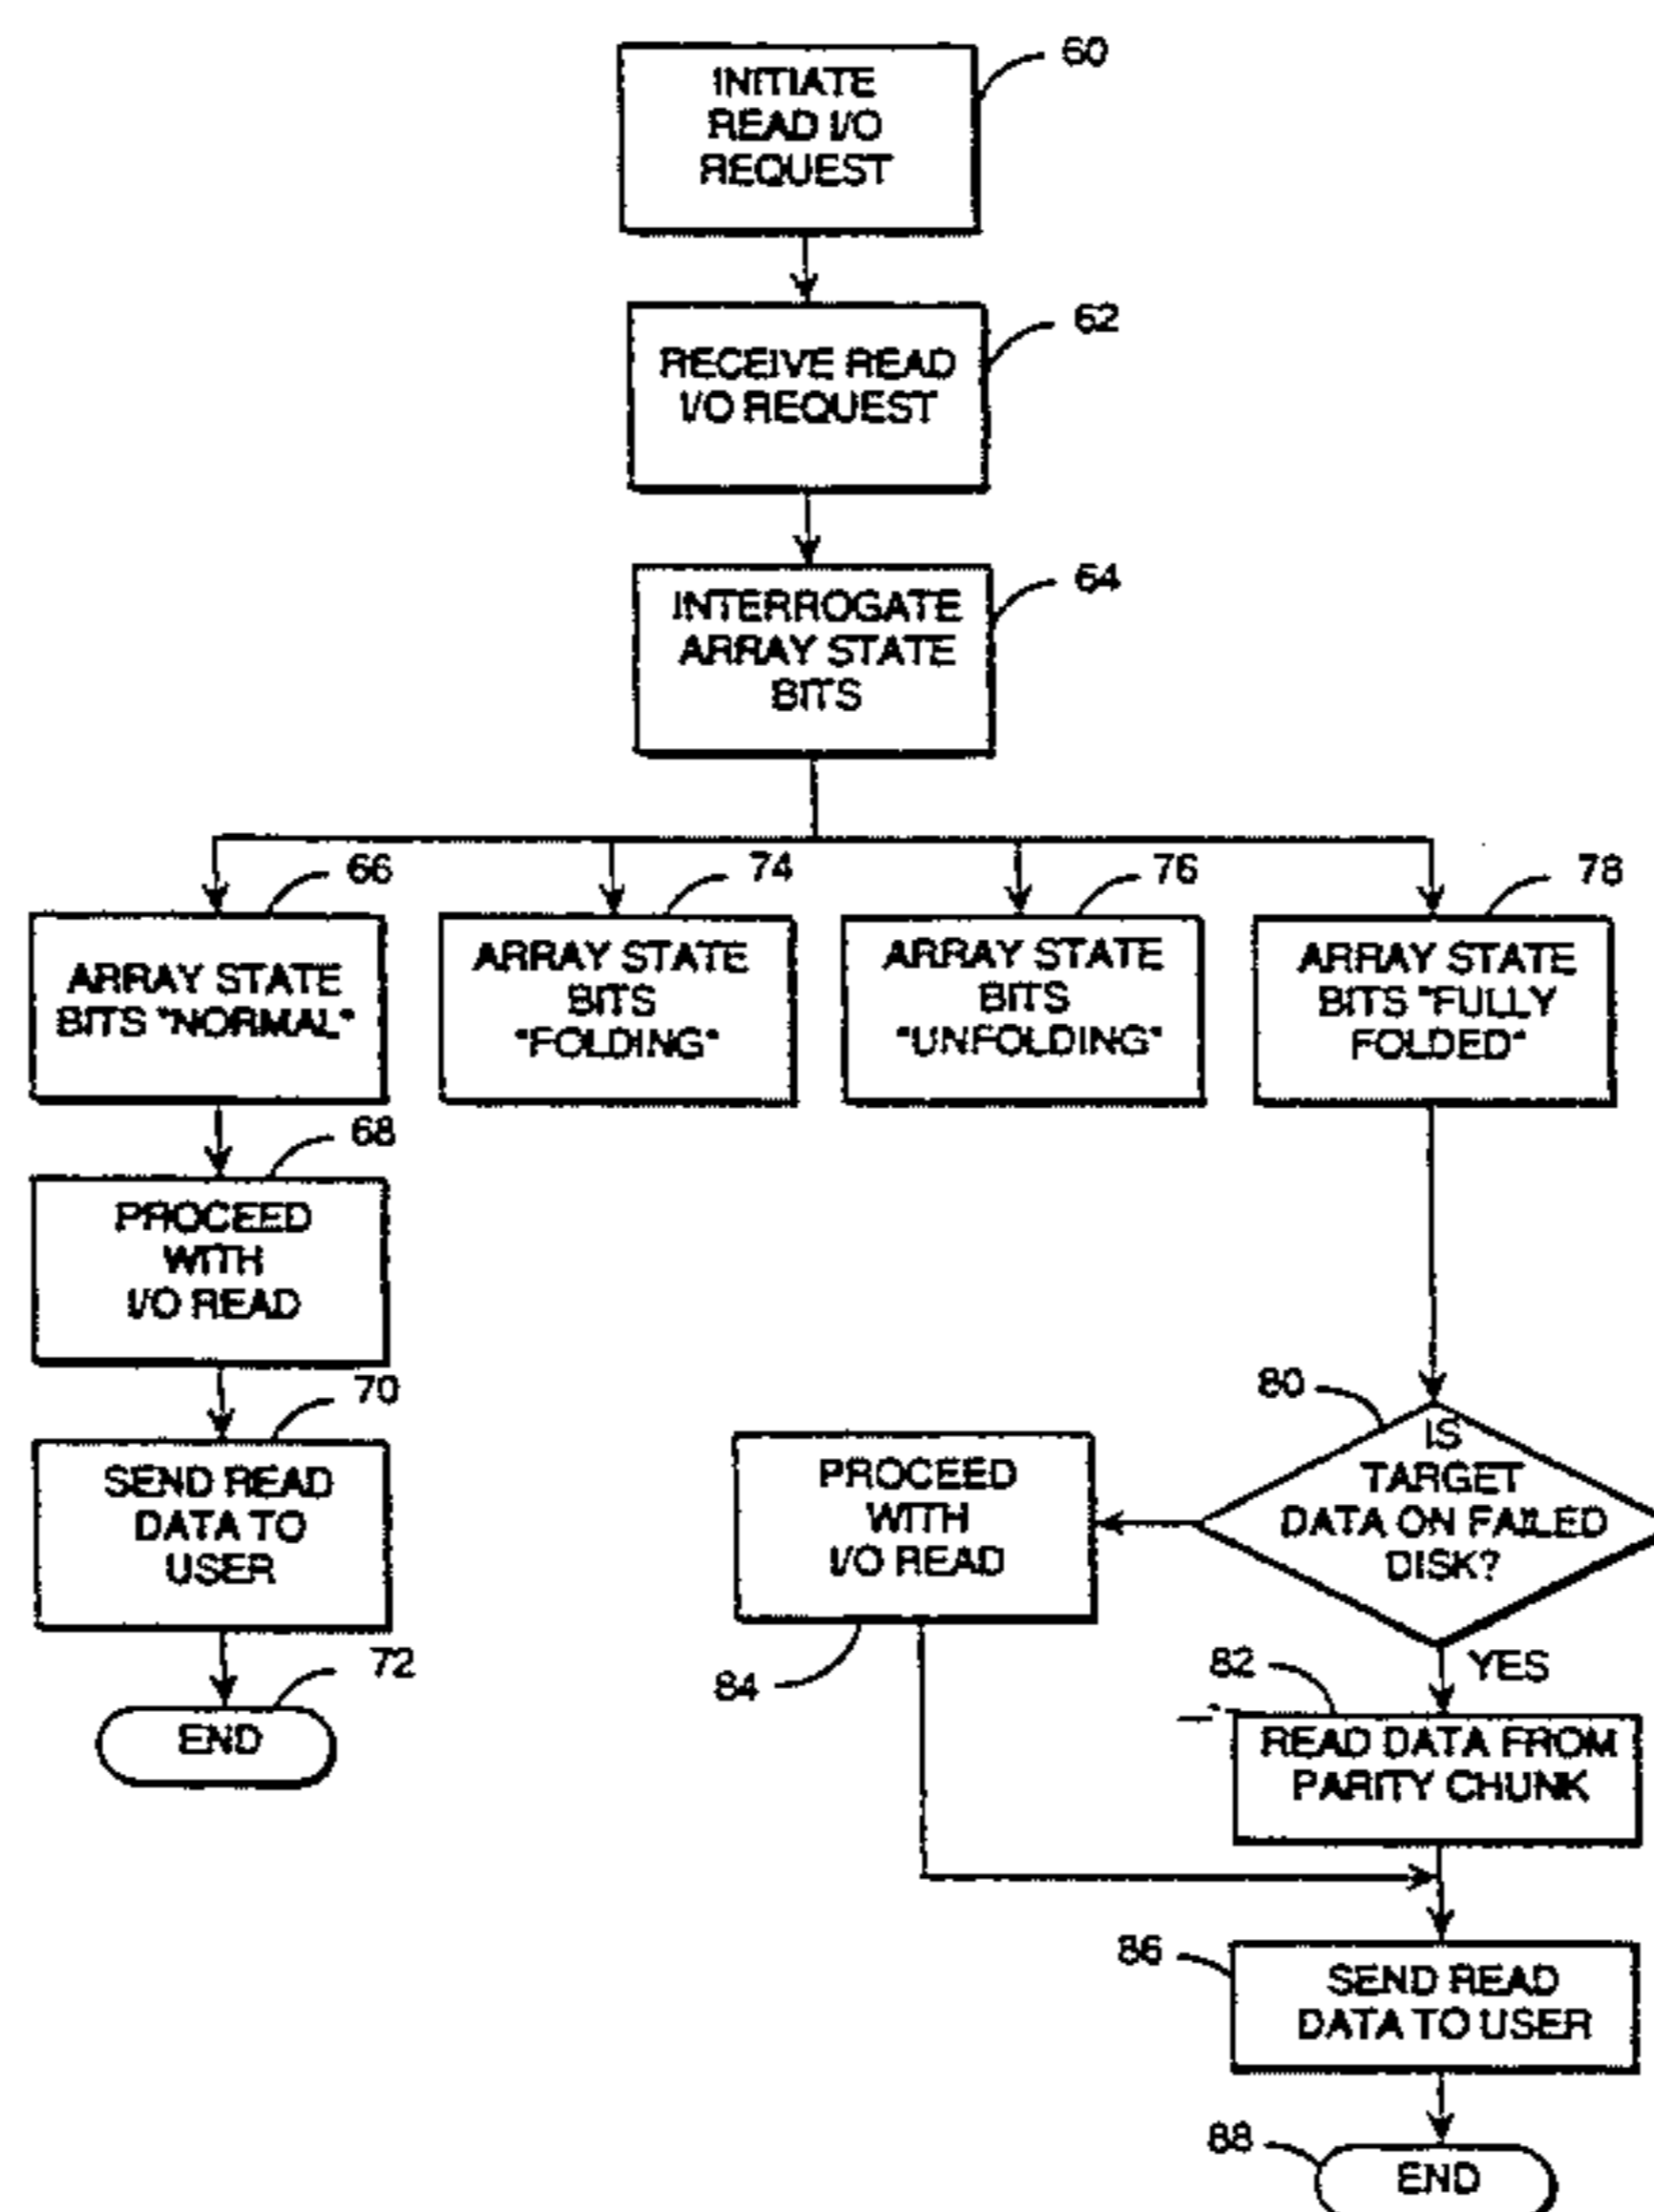 60
INITIATE
READ I/O
REQUEST
62
RECEIVE READ
I/O REQUEST
64
INTERROGATE
ARRAY STATE
BITS
66
ARRAY STATE
BITS "NORMAL"
74
ARRAY STATE
BITS
"FOLDING"
76
ARRAY STATE
BITS
"UNFOLDING"
78
ARRAY STATE
BITS "FULLY
FOLDED"
68
PROCEED
WITH
I/O READ
70
SEND READ
DATA TO
USER
72
END
80
IS
TARGET
DATA ON FAILED
DISK?
YES
PROCEED
WITH
I/O READ
84
82
READ DATA FROM
PARITY CHUNK
86
SEND READ
DATA TO USER
88
END